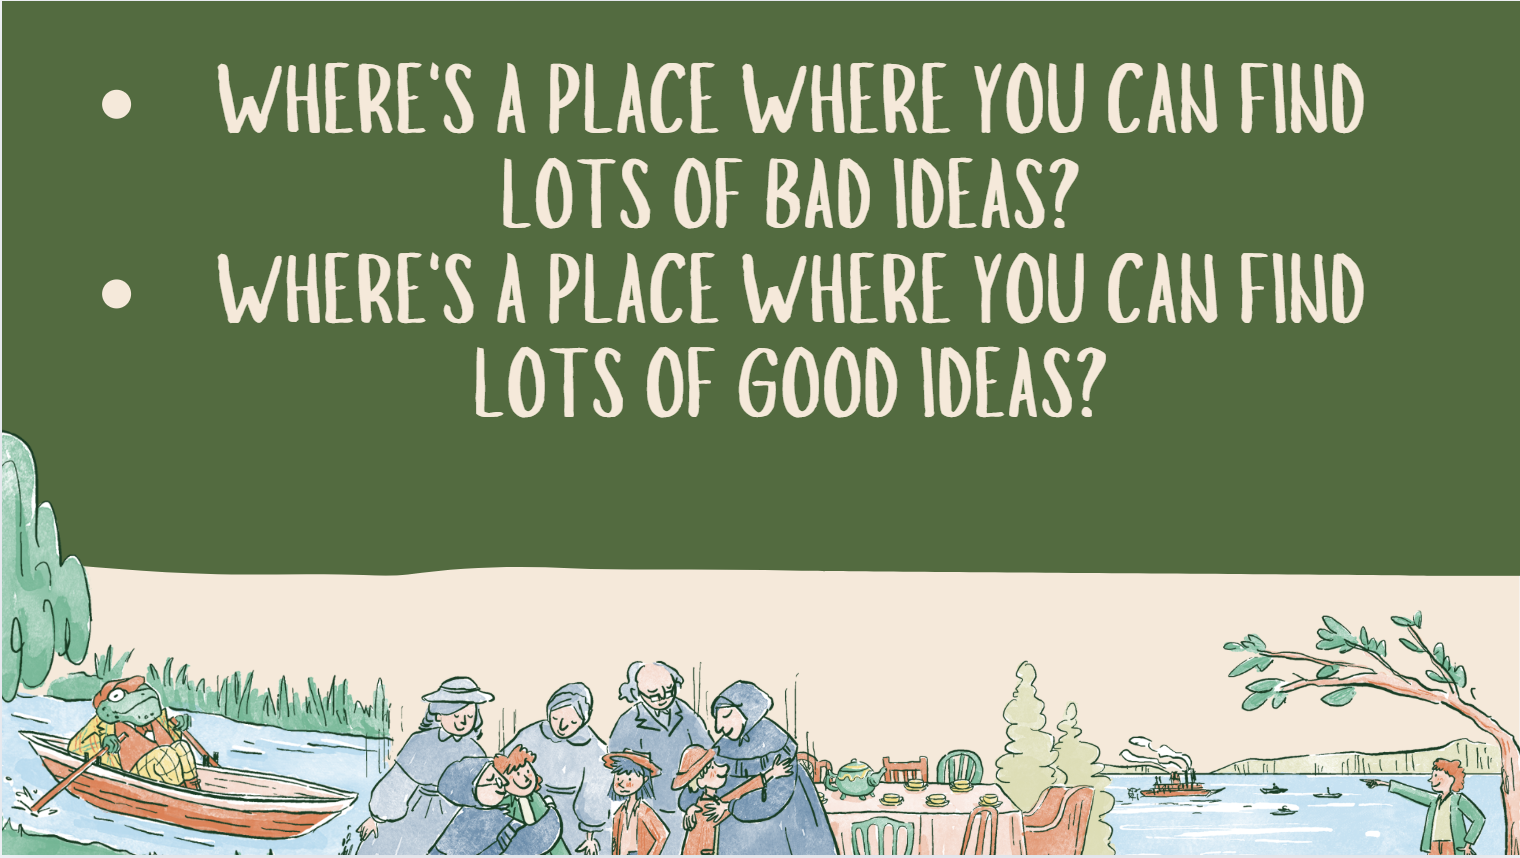 • WHERE'S A PLACE WHERE YOU CAN FIND
LOTS OF BAD IDEAS?
• WHERE'S A PLACE WHERE YOU CAN FIND
LOTS OF GOOD IDEAS?